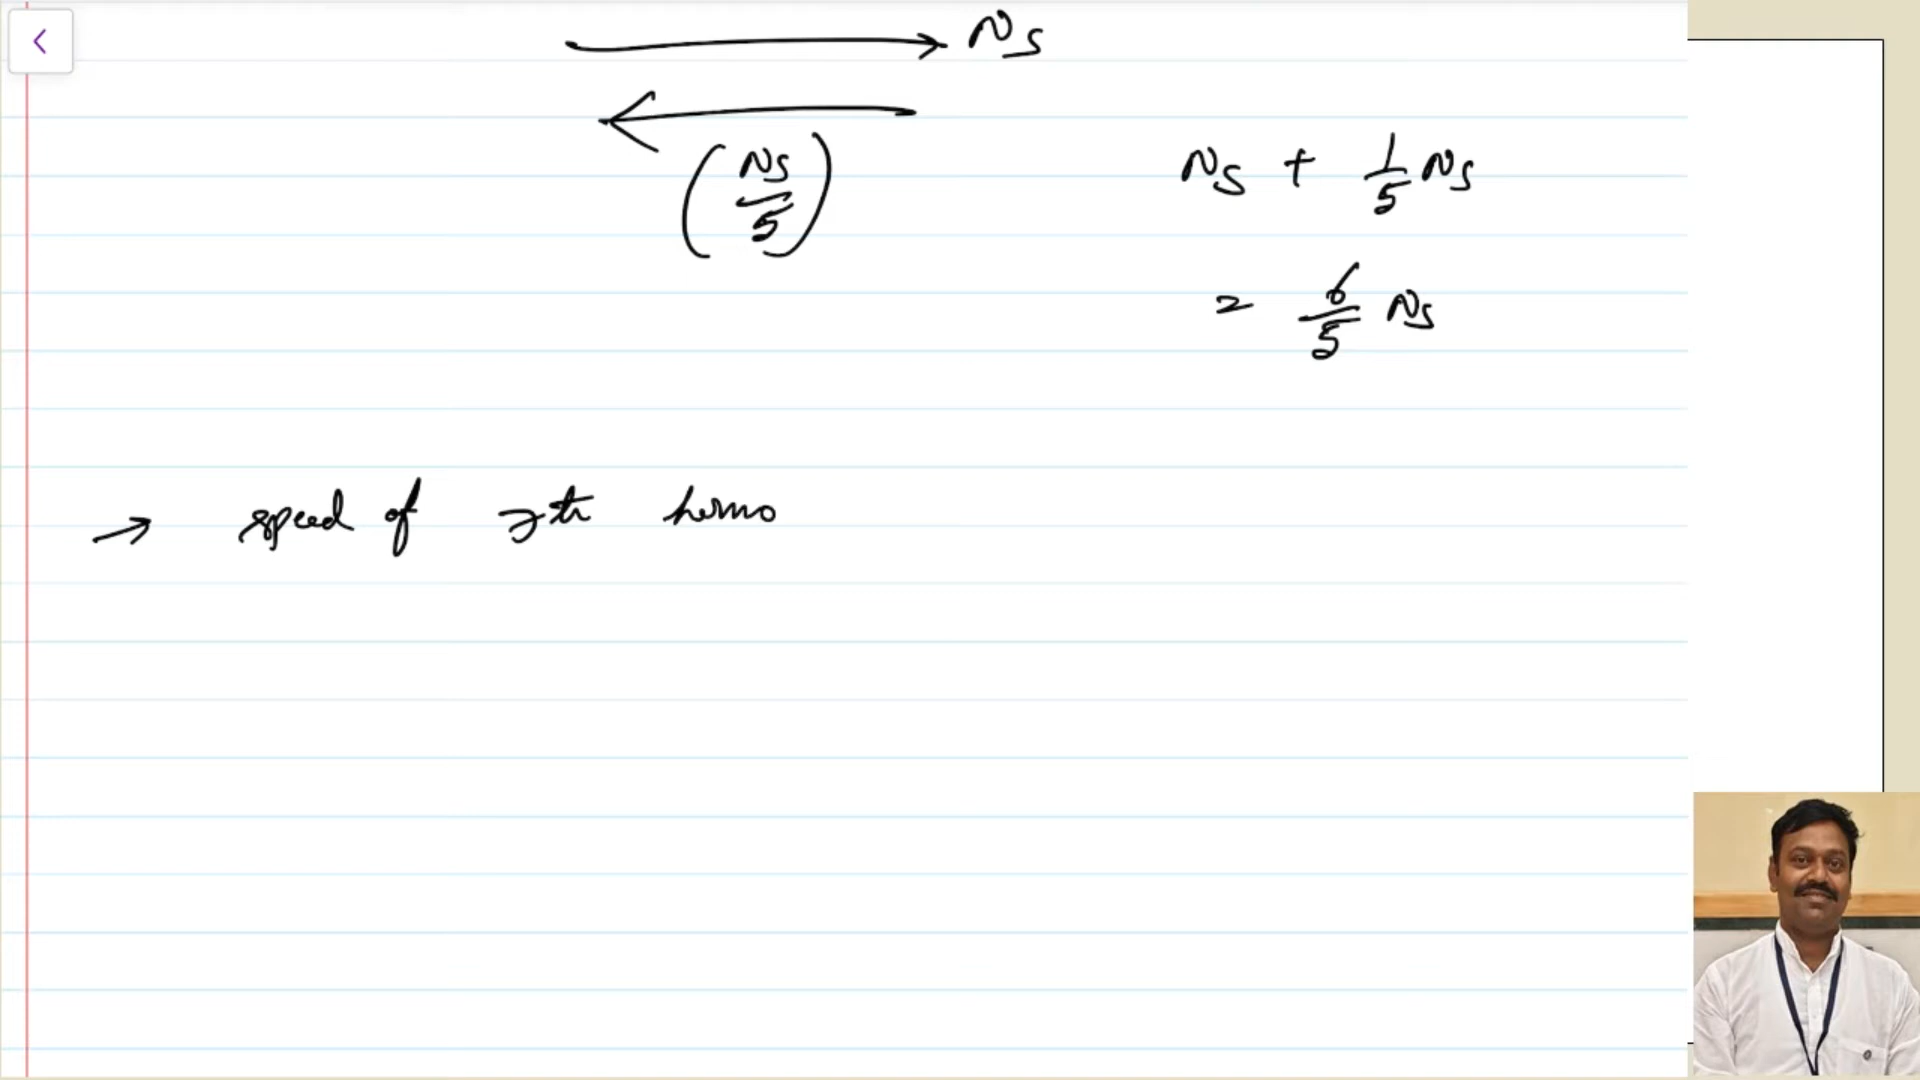 Ns
(Ns/5)
Ns + 1/5 Ns
= 6/5 Ns
→ speed of 7th harmo